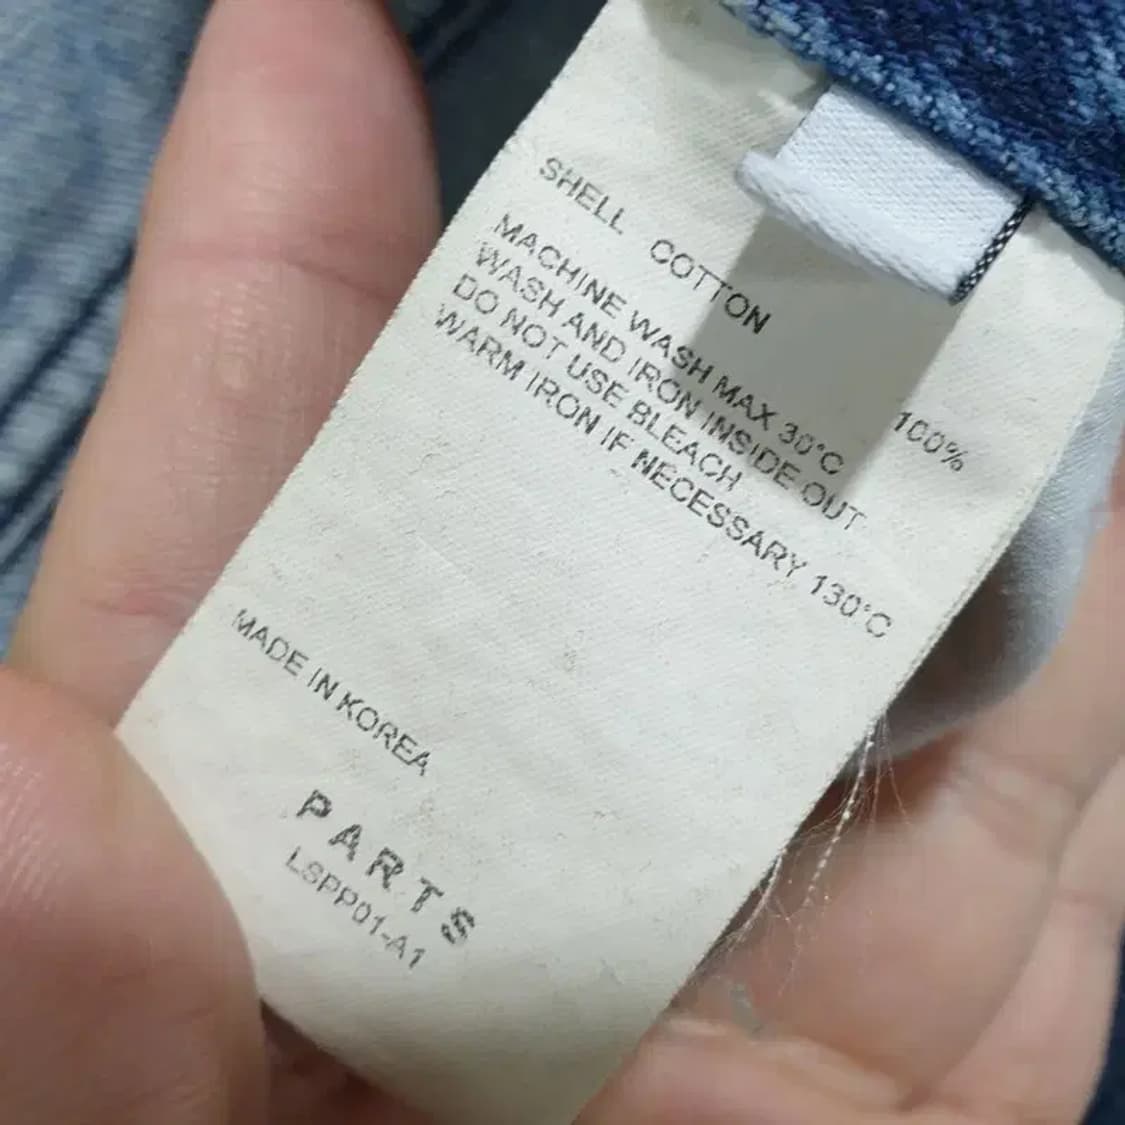 SHELL COTTON 100%
MACHINE WASH MAX 30°C
WASH AND IRON INSIDE OUT
DO NOT USE BLEACH
WARM IRON IF NECESSARY 130°C
MADE IN KOREA
PARTS
LSPP01-A1